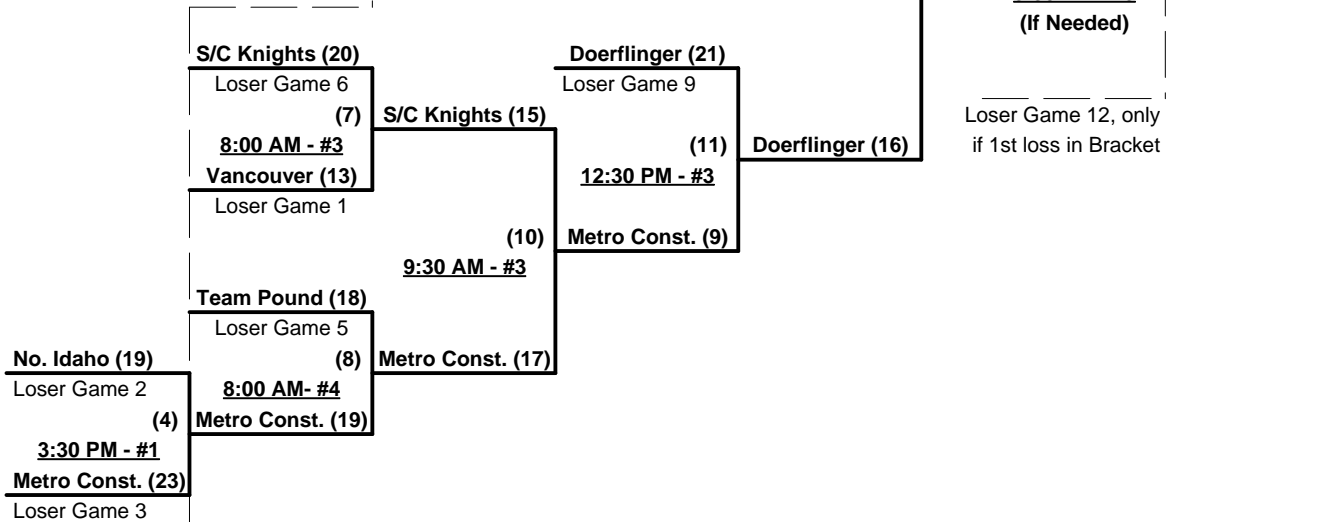 (If Needed)
S/C Knights (20)
Doerflinger (21)
Loser Game 6
Loser Game 9
(7)
S/C Knights (15)
Loser Game 12, only
8:00 AM - #3
(11)
Doerflinger (16)
if 1st loss in Bracket
Vancouver (13)
12:30 PM - #3
Loser Game 1
(10)
Metro Const. (9)
9:30 AM - #3
Team Pound (18)
Loser Game 5
No. Idaho (19)
(8)
Metro Const. (17)
Loser Game 2
8:00 AM- #4
(4)
Metro Const. (19)
3:30 PM - #1
Metro Const. (23)
Loser Game 3